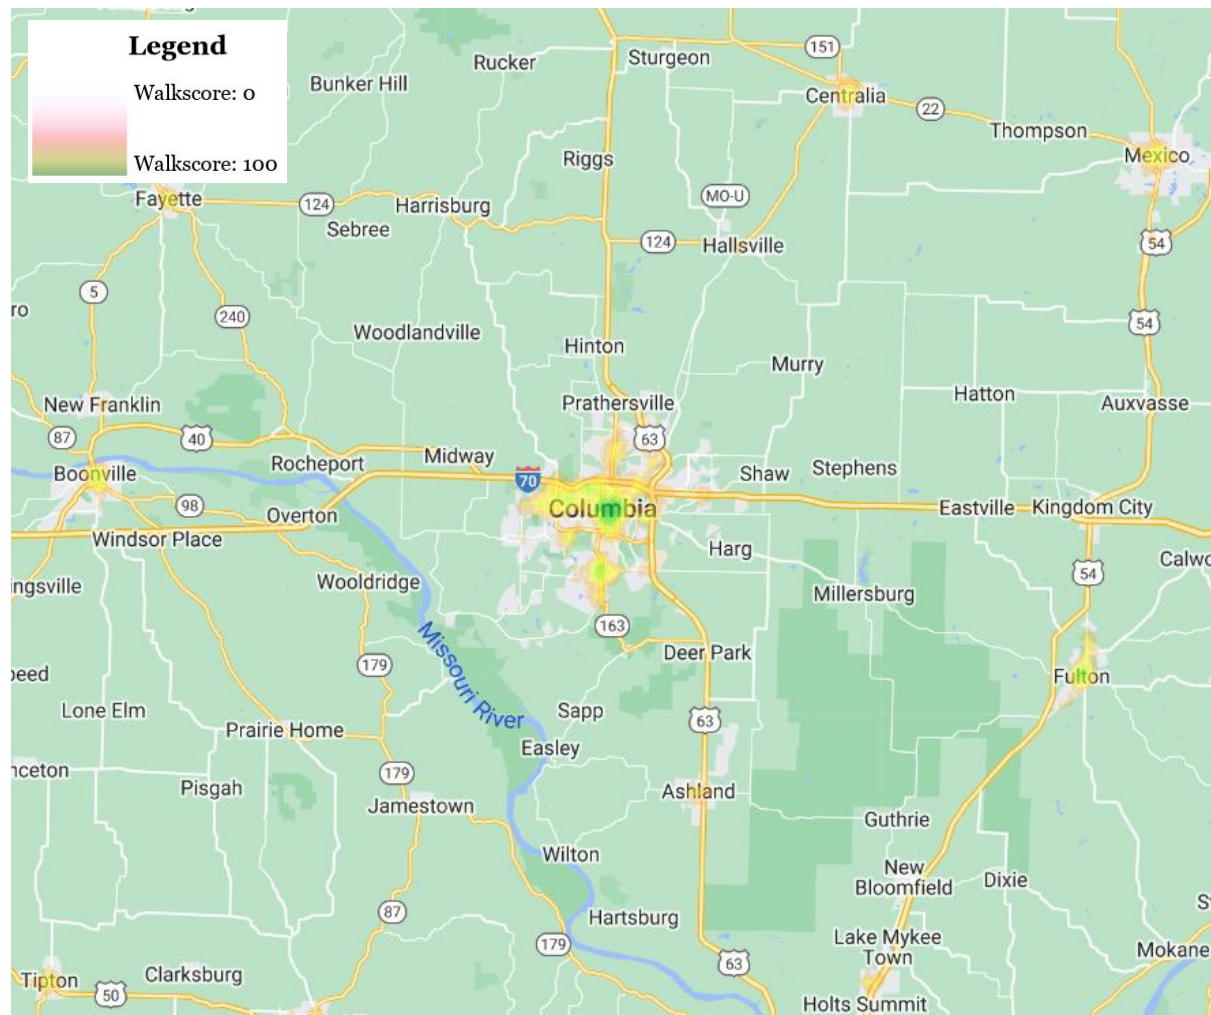 Legend
Walkscore: 0
Walkscore: 100
Rucker
Sturgeon
151
Bunker Hill
Centralia
22
Thompson
Mexico
Riggs
Fayette
124
Harrisburg
MO-U
Sebree
124
Hallsville
54
5
ro
240
54
Woodlandville
Hinton
Murry
Hatton
New Franklin
Prathersville
Auxvasse
87
40
63
Midway
Rocheport
Boonville
70
Shaw
Stephens
98
Columbia
Eastville
Kingdom City
Overton
Windsor Place
Harg
Calwo
ingsville
Wooldridge
54
Millersburg
163
Missouri River
179
Deer Park
Fulton
peed
Lone Elm
Sapp
63
Prairie Home
Easley
nceton
179
Pisgah
Ashland
Jamestown
Guthrie
Wilton
New
Bloomfield
Dixie
87
Hartsburg
S
179
Lake Mykee
Town
Mokane
63
Tipton
Clarksburg
50
Holts Summit